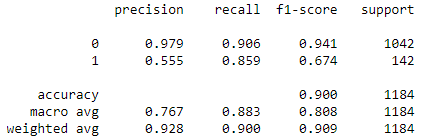 precision recall f1-score support
0 0.979 0.906 0.941 1042
1 0.555 0.859 0.674 142
accuracy 0.900 1184
macro avg 0.767 0.883 0.808 1184
weighted avg 0.928 0.900 0.909 1184